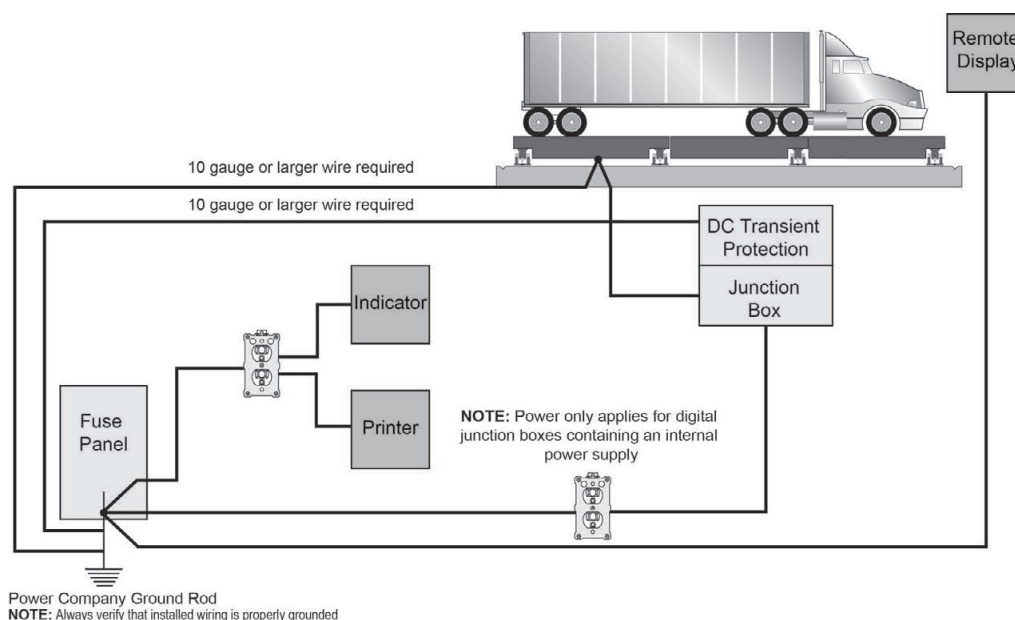 Remote
Display
10 gauge or larger wire required
10 gauge or larger wire required
DC Transient
Protection
Junction
Box
Indicator
Printer
Fuse
Panel
NOTE: Power only applies for digital
junction boxes containing an internal
power supply
Power Company Ground Rod
NOTE: Always verify that installed wiring is properly grounded